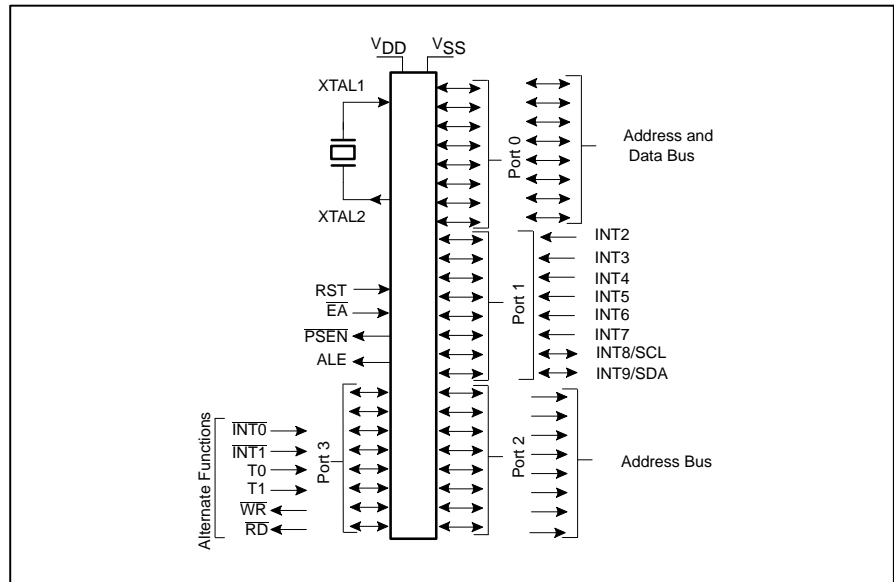 VDD VSS
XTAL1
XTAL2
RST
EA
PSEN
ALE
Port 0
Address and
Data Bus
Port 1
INT2
INT3
INT4
INT5
INT6
INT7
INT8/SCL
INT9/SDA
Alternate Functions
INT0
INT1
T0
T1
WR
RD
Port 3
Port 2
Address Bus